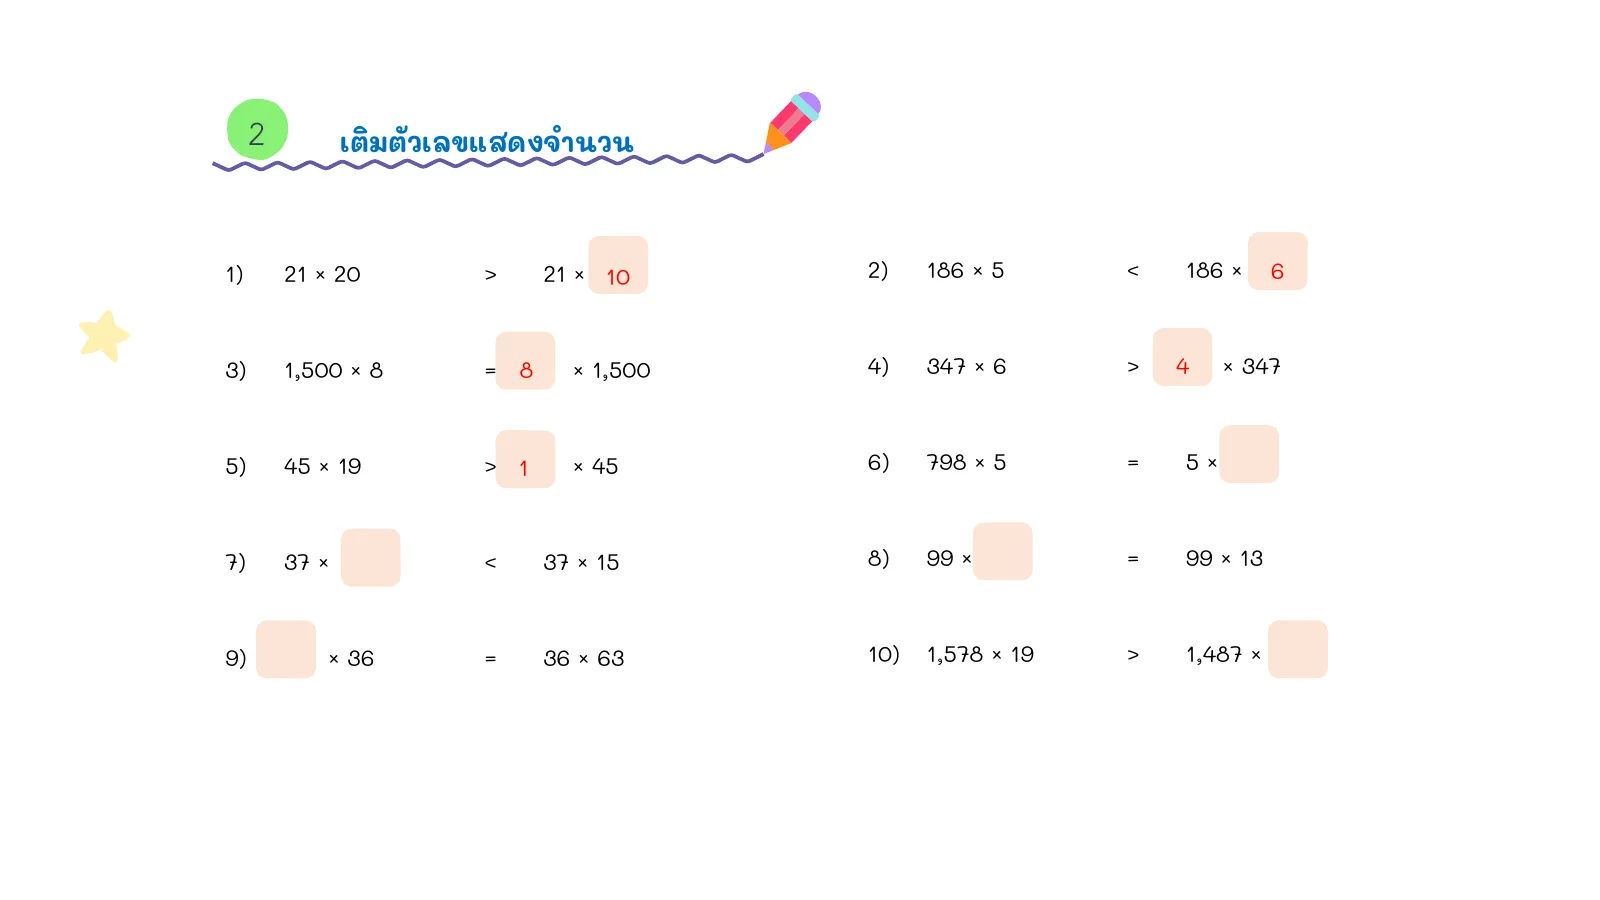 2 เติมตัวเลขแสดงจำนวน
1) 21 × 20 > 21 × 10
2) 186 × 5 < 186 × 6
3) 1,500 × 8 = 8 × 1,500
4) 347 × 6 > 4 × 347
5) 45 × 19 > 1 × 45
6) 798 × 5 = 5 ×
7) 37 × < 37 × 15
8) 99 × = 99 × 13
9) × 36 = 36 × 63
10) 1,578 × 19 > 1,487 ×